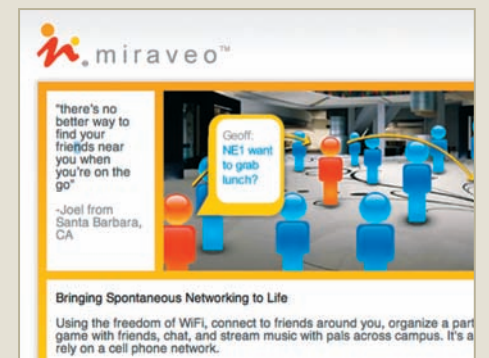 miraveo™
"there's no
better way to
find your
friends near
you when
you're on the
go"
-Joel from
Santa Barbara,
CA
Geoff:
NE1 want
to grab
lunch?
Bringing Spontaneous Networking to Life
Using the freedom of WiFi, connect to friends around you, organize a part
game with friends, chat, and stream music with pals across campus. It's a
rely on a cell phone network.